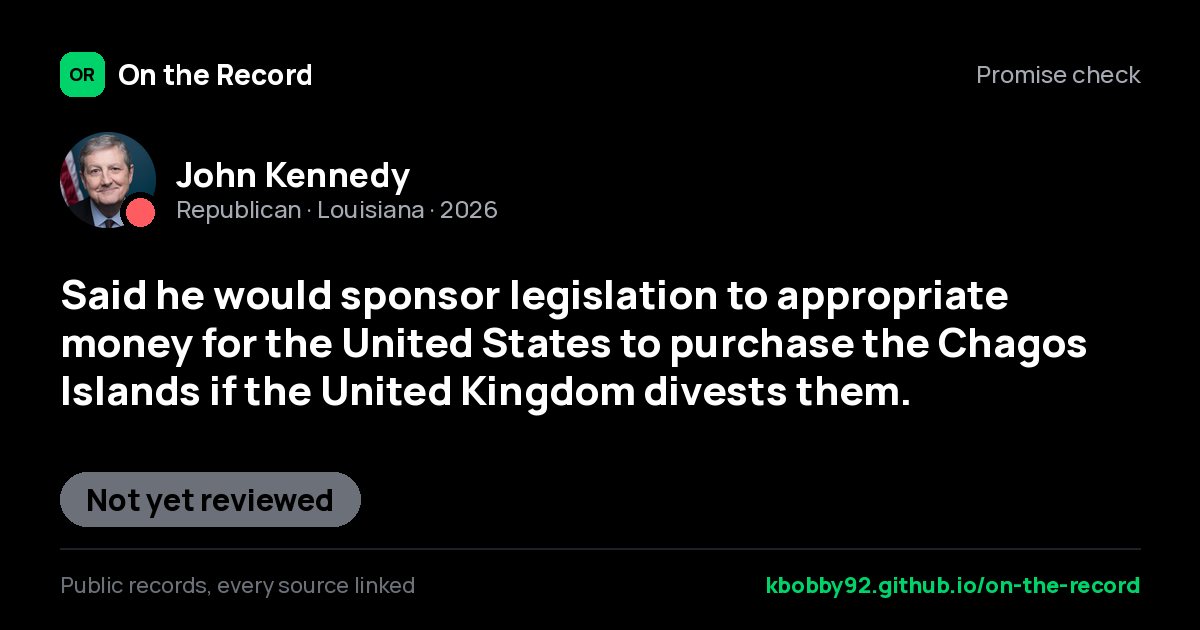 OR On the Record
Promise check
John Kennedy
Republican · Louisiana · 2026
Said he would sponsor legislation to appropriate
money for the United States to purchase the Chagos
Islands if the United Kingdom divests them.
Not yet reviewed
Public records, every source linked
kbobby92.github.io/on-the-record